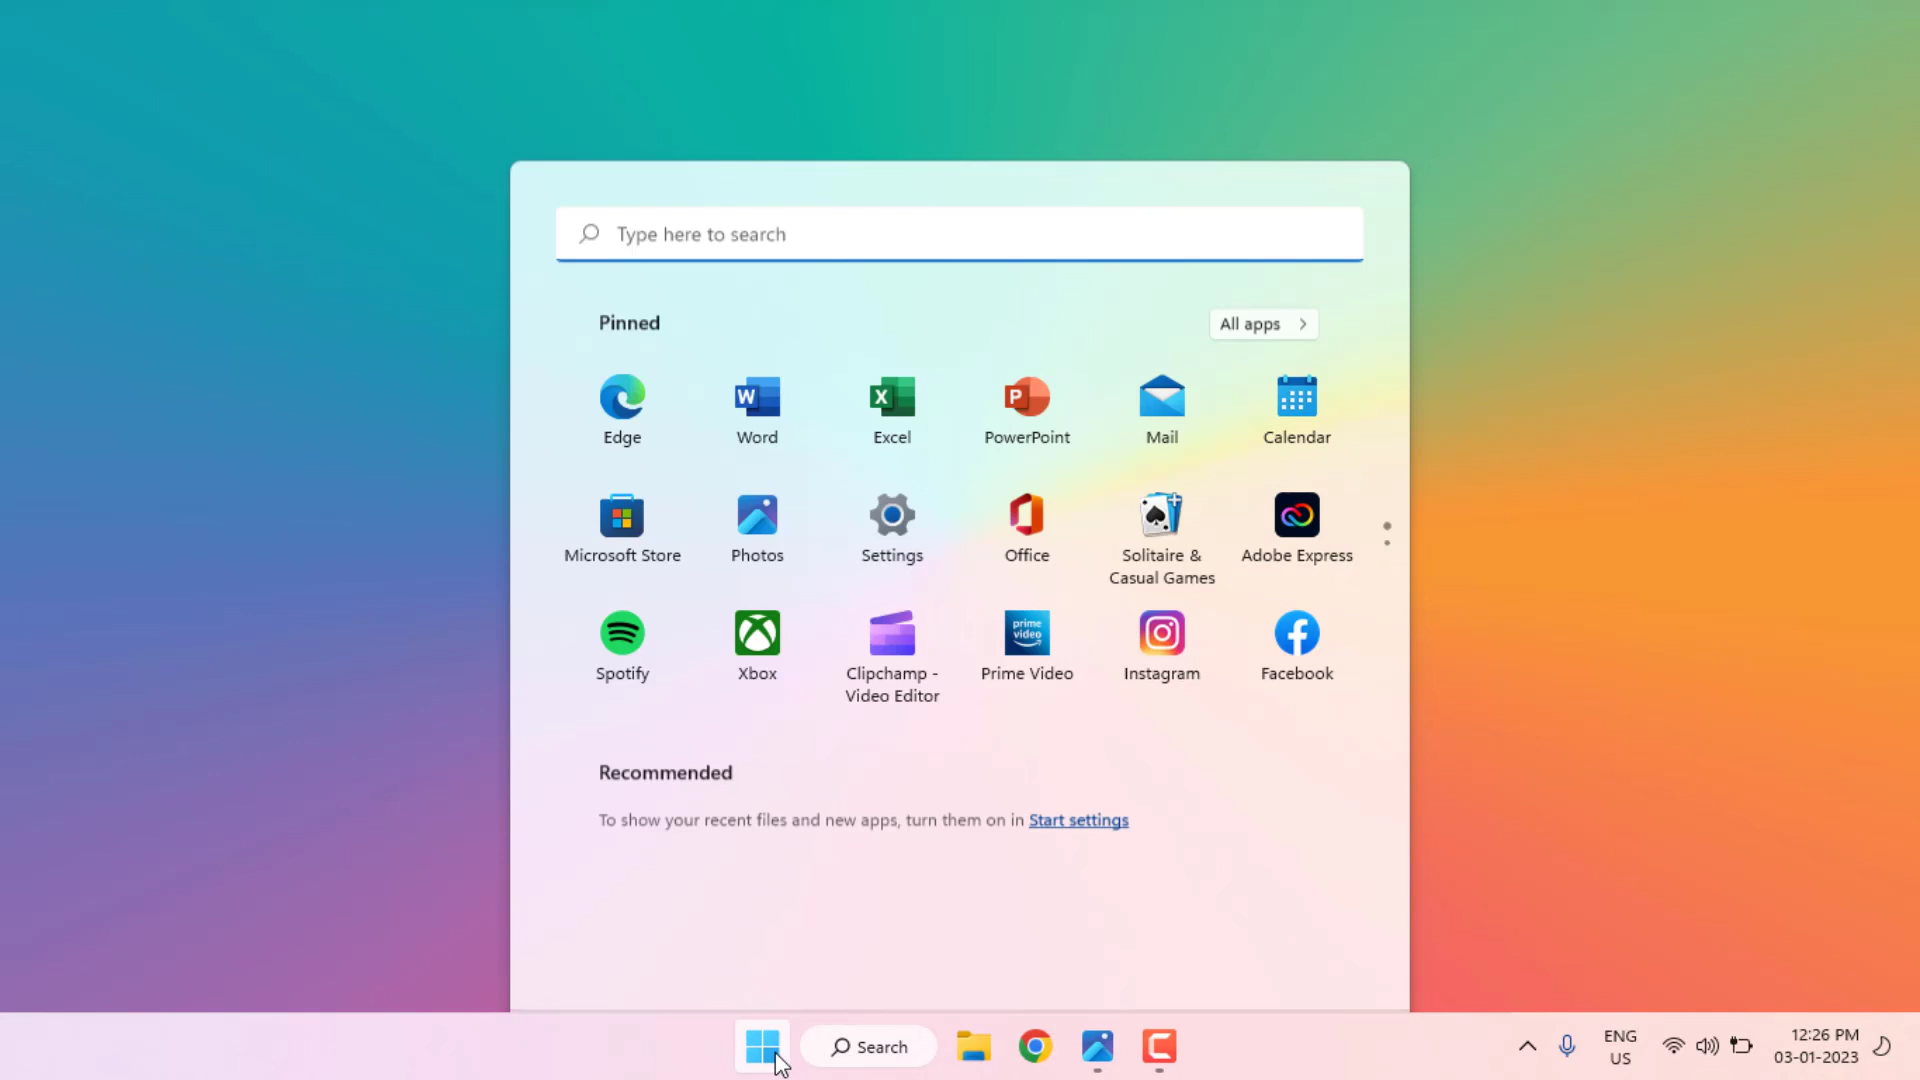 Type here to search
Pinned
All apps
Edge
Word
Excel
PowerPoint
Mail
Calendar
Microsoft Store
Photos
Settings
Office
Solitaire &
Casual Games
Adobe Express
prime
video
Spotify
Xbox
Clipchamp -
Video Editor
Prime Video
Instagram
Facebook
Recommended
To show your recent files and new apps, turn them on in Start settings
Search
ENG
US
12:26 PM
03-01-2023